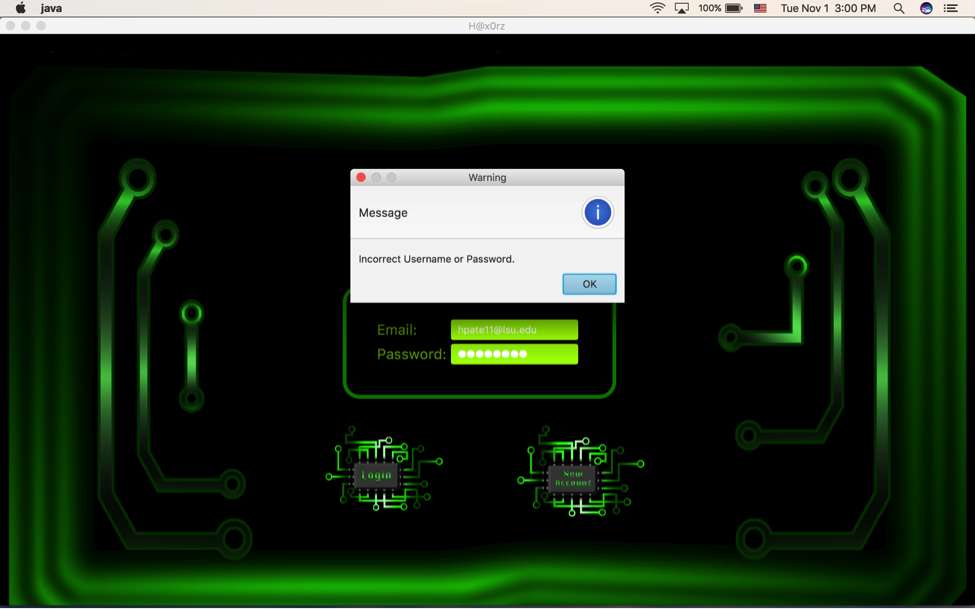 java
100%
Tue Nov 1 3:00 PM
H@x0rz
Warning
Message
i
Incorrect Username or Password.
OK
Email:
hpate11@lsu.edu
Password:
Login
New
Account